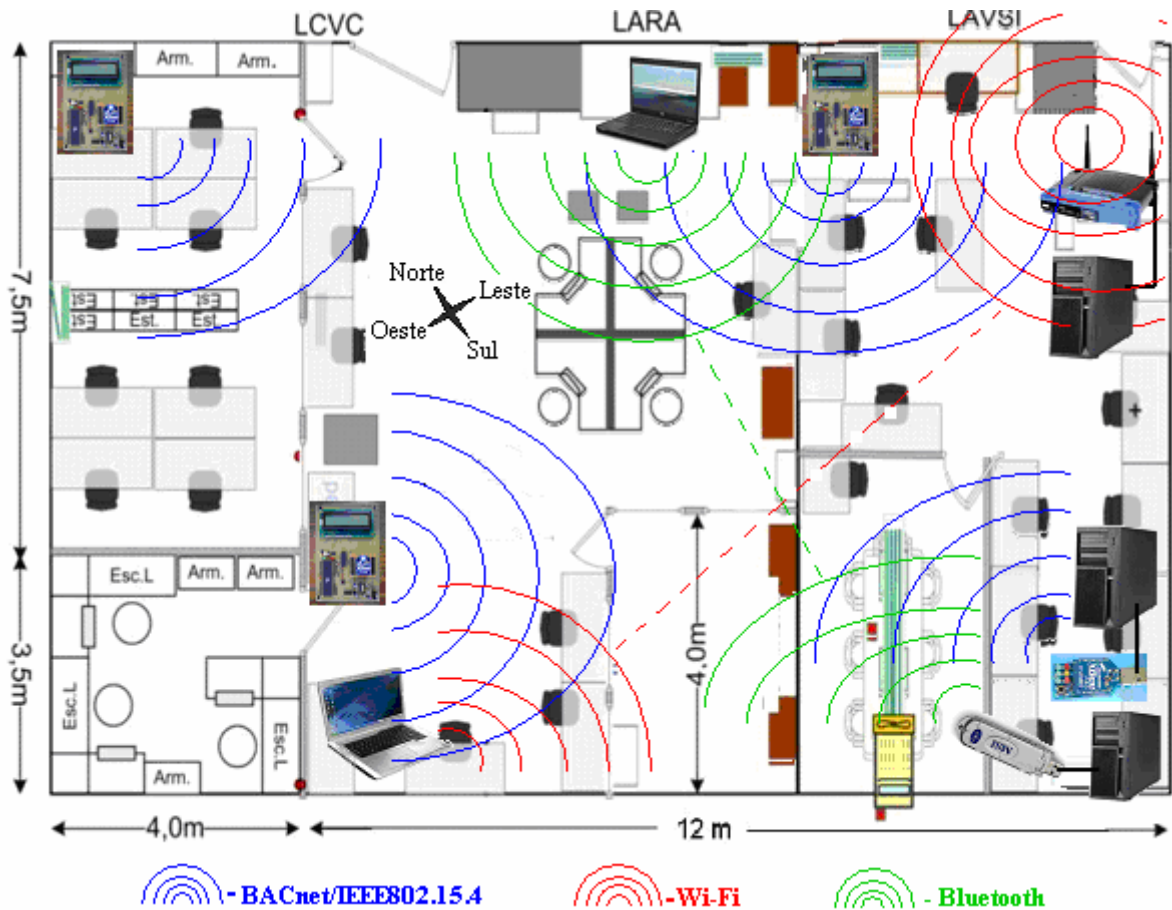 LCVC
LARA
LAVSI
Arm.
Arm.
Arm.
7,5m
Est.
Est.
Est.
Est.
Est.
Est.
Norte
Leste
Oeste
Sul
Esc.L
Arm.
Arm.
3,5m
Esc.L
Esc.L
Arm.
4,0m
4,0m
12 m
- BACnet/IEEE802.15.4
- Wi-Fi
- Bluetooth